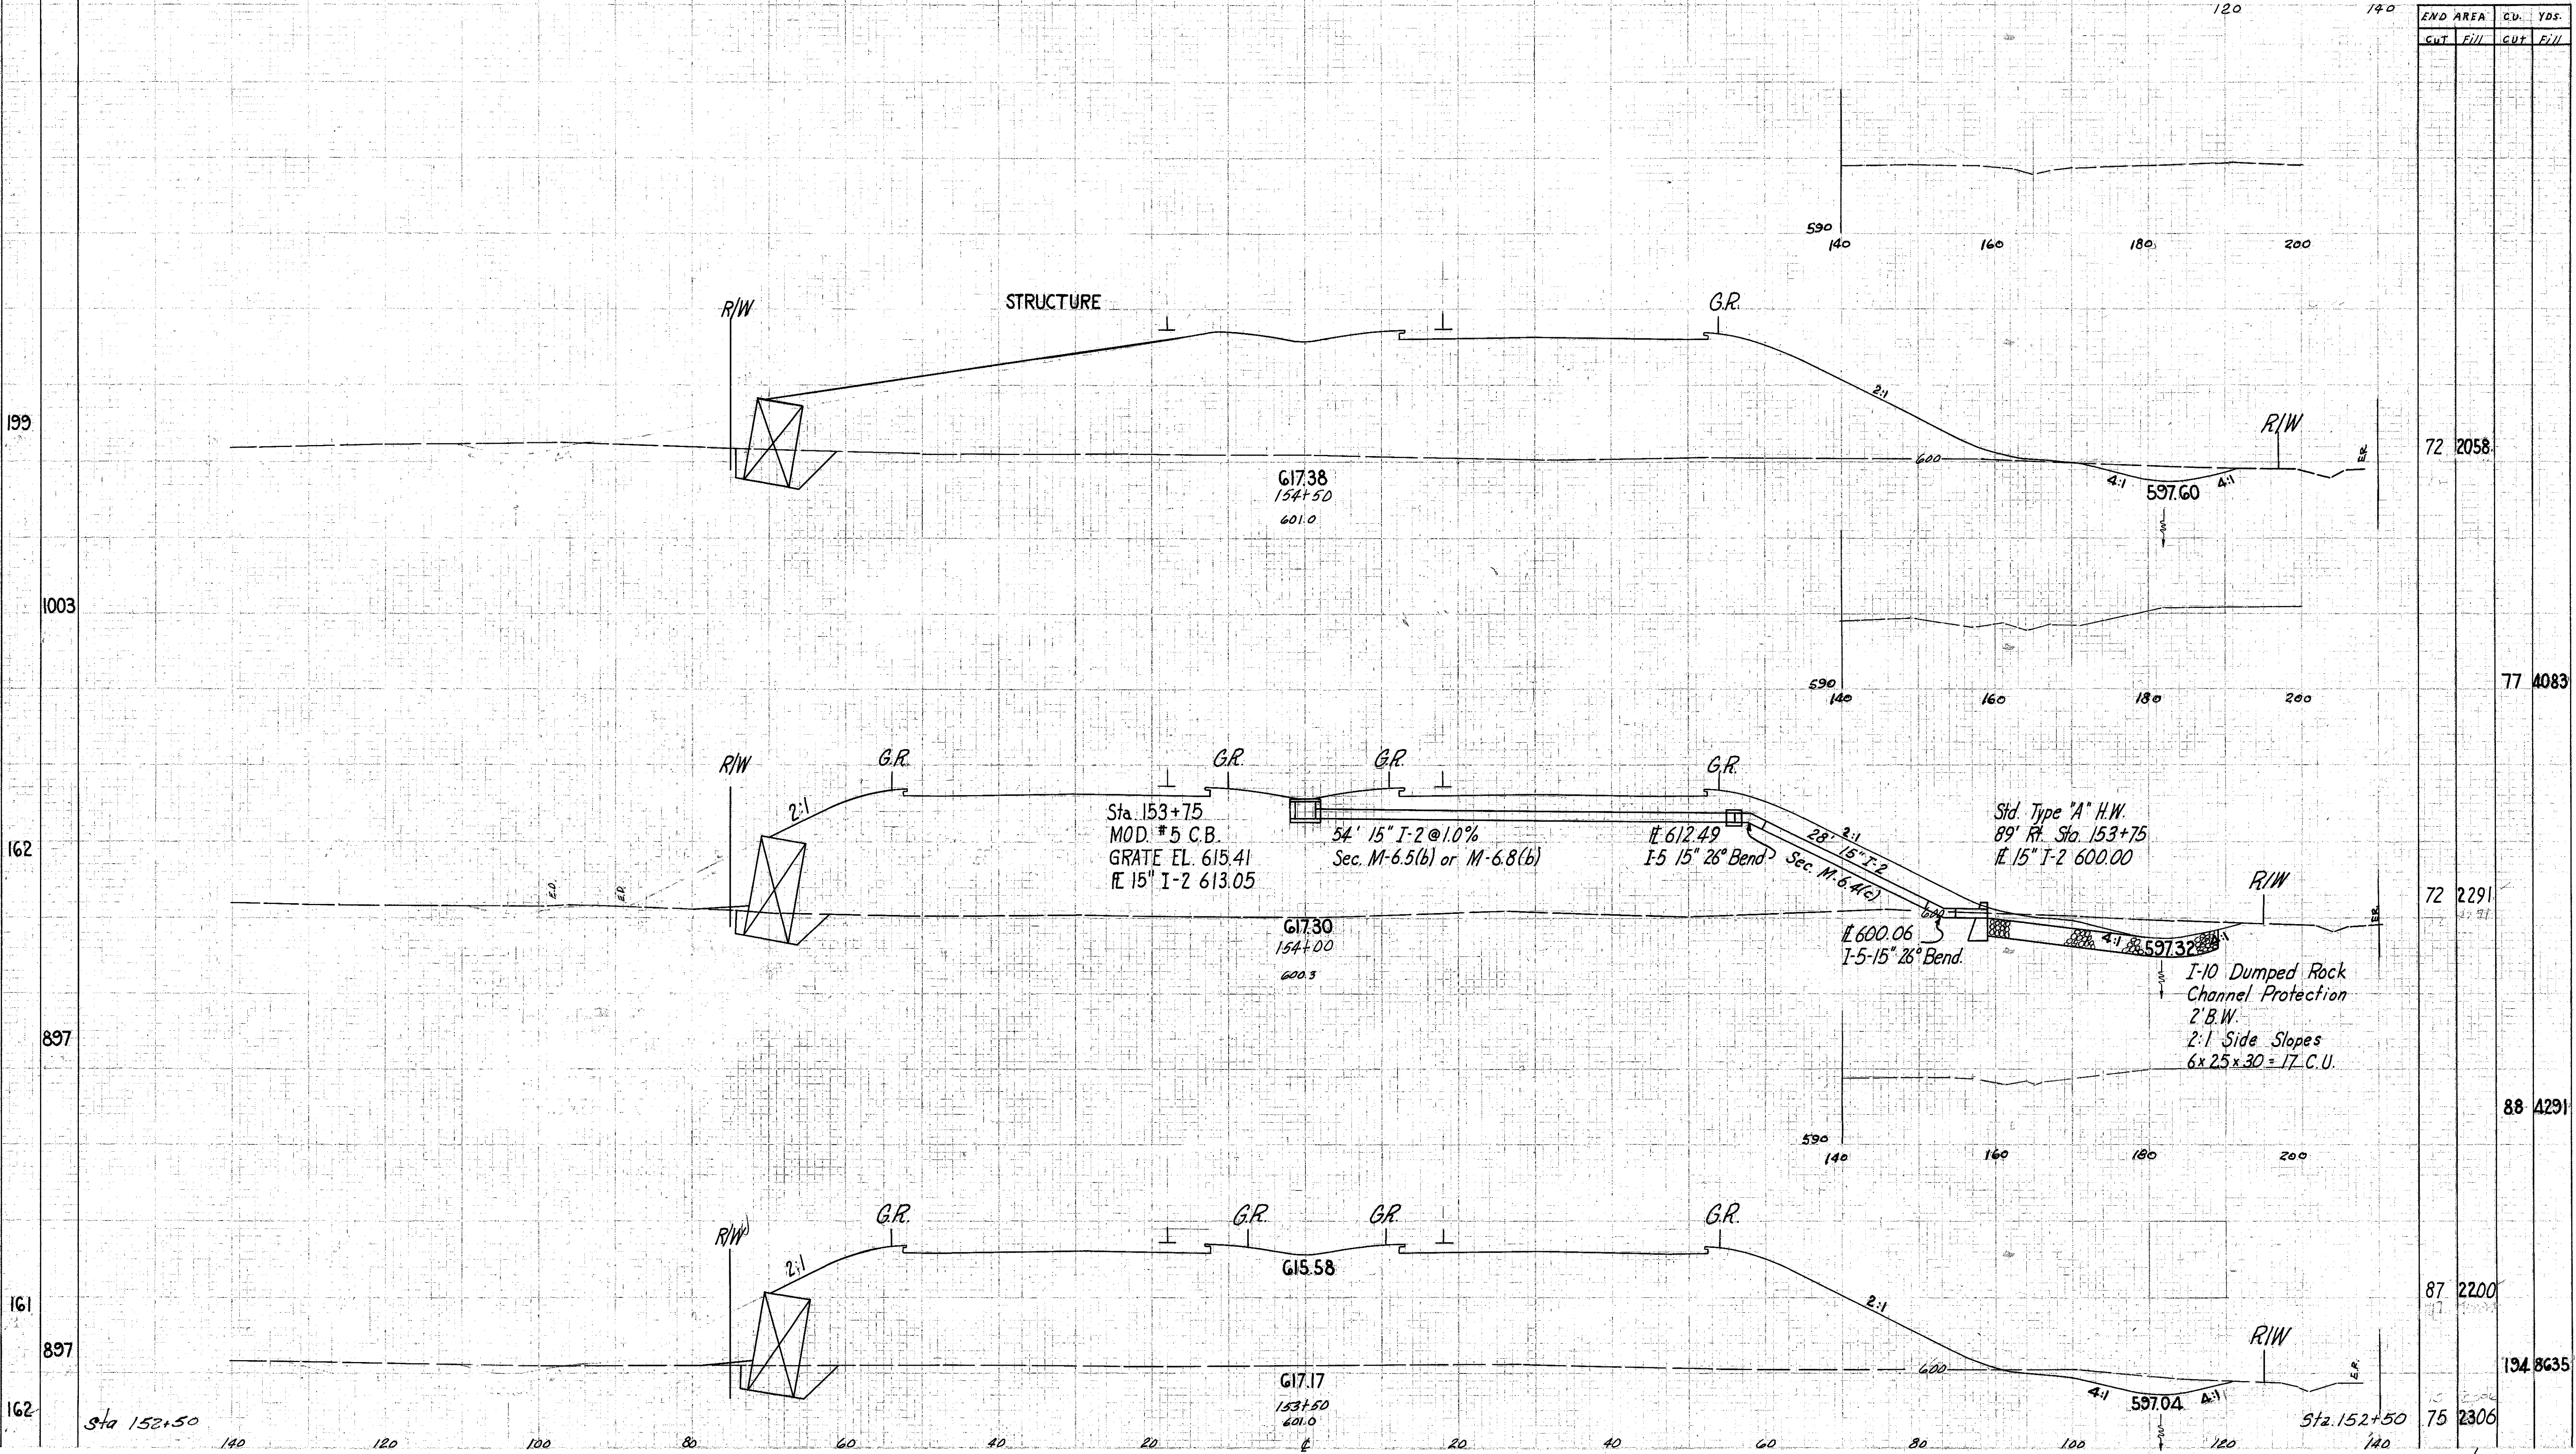 120 140
END AREA CU. YDS.
CUT Fill CUT Fill
590
140 160 180 200
R/W
STRUCTURE
G.R.
2:1
199
R/W
E.R.
72 2058
600
617.38
154+50
601.0
4:1 597.60 4:1
1003
590
140 160 180 200
77 4083
R/W
G.R. G.R. G.R. G.R.
2:1
Sta. 153+75
MOD. #5 C.B.
GRATE EL. 615.41
℄ 15" I-2 613.05
54' 15" I-2 @ 1.0%
Sec. M-6.5(b) or M-6.8(b)
℄ 612.49
I-5 15" 26° Bend
2:1
28' 15" I-2
Sec. M-6.4(c)
Std. Type "A" H.W.
89' Rt. Sta. 153+75
℄ 15" I-2 600.00
162
E.D. E.D.
R/W
E.R.
72 2291
600
617.30
154+00
600.3
℄ 600.06
I-5-15" 26° Bend.
4:1 597.32 4:1
I-10 Dumped Rock
Channel Protection
2' B.W.
2:1 Side Slopes
6x25x30=17 C.U.
897
88 4291
590
140 160 180 200
R/W
G.R. G.R. G.R. G.R.
2:1
615.58
2:1
161
87 2200
897
R/W
E.R.
600
194 8635
617.17
153+50
601.0
4:1 597.04 4:1
162
Sta 152+50
Sta. 152+50
75 2306
140 120 100 80 60 40 20 ℄ 20 40 60 80 100 120 140